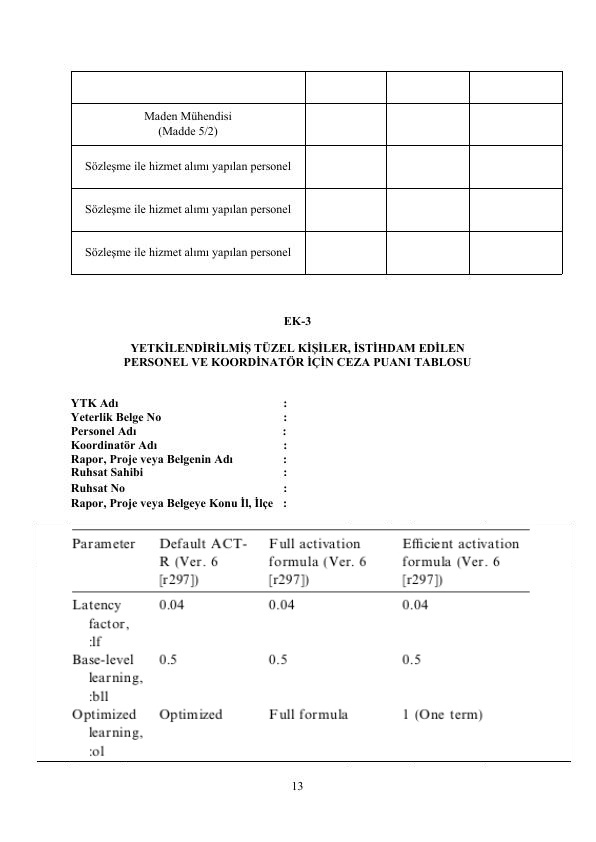 Maden Mühendisi
(Madde 5/2)
Sözleşme ile hizmet alımı yapılan personel
Sözleşme ile hizmet alımı yapılan personel
Sözleşme ile hizmet alımı yapılan personel
EK-3
YETKİLENDİRİLMİŞ TÜZEL KİŞİLER, İSTİHDAM EDİLEN
PERSONEL VE KOORDİNATÖR İÇİN CEZA PUANI TABLOSU
YTK Adı :
Yeterlik Belge No :
Personel Adı :
Koordinatör Adı :
Rapor, Proje veya Belgenin Adı :
Ruhsat Sahibi :
Ruhsat No :
Rapor, Proje veya Belgeye Konu İl, İlçe :
Parameter Default ACT- Full activation Efficient activation
R (Ver. 6 formula (Ver. 6 formula (Ver. 6
[r297]) [r297]) [r297])
Latency 0.04 0.04 0.04
factor,
:lf
Base-level 0.5 0.5 0.5
learning,
:bll
Optimized Optimized Full formula 1 (One term)
learning,
:ol
13